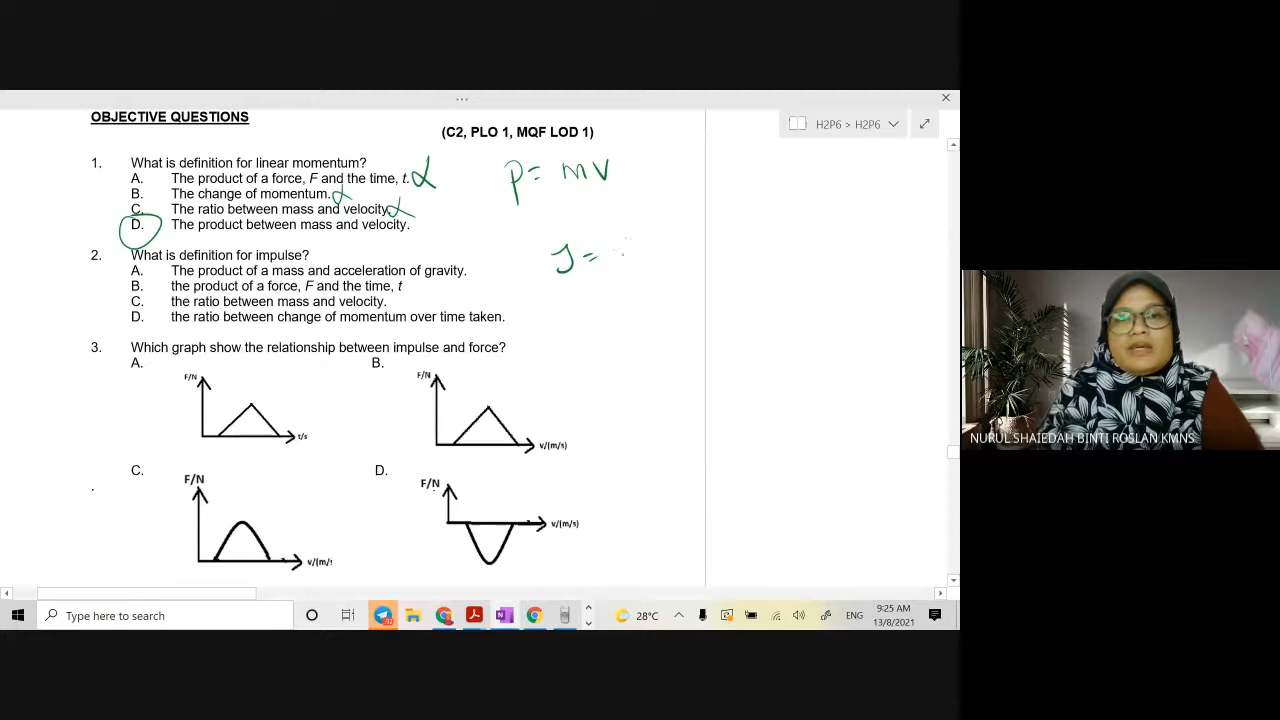 OBJECTIVE QUESTIONS
(C2, PLO 1, MQF LOD 1)
H2P6 > H2P6
1. What is definition for linear momentum?
A. The product of a force, F and the time, t.
B. The change of momentum.
C. The ratio between mass and velocity.
D. The product between mass and velocity.
p = mv
2. What is definition for impulse?
J =
A. The product of a mass and acceleration of gravity.
B. the product of a force, F and the time, t
C. the ratio between mass and velocity.
D. the ratio between change of momentum over time taken.
3. Which graph show the relationship between impulse and force?
A. B.
F/N F/N
t/s v/(m/s)
C. D.
F/N F/N
v/(m/s v/(m/s)
NURUL SHAIEDAH BINTI ROSLAN KMNS
Type here to search
28°C
ENG
9:25 AM
13/8/2021